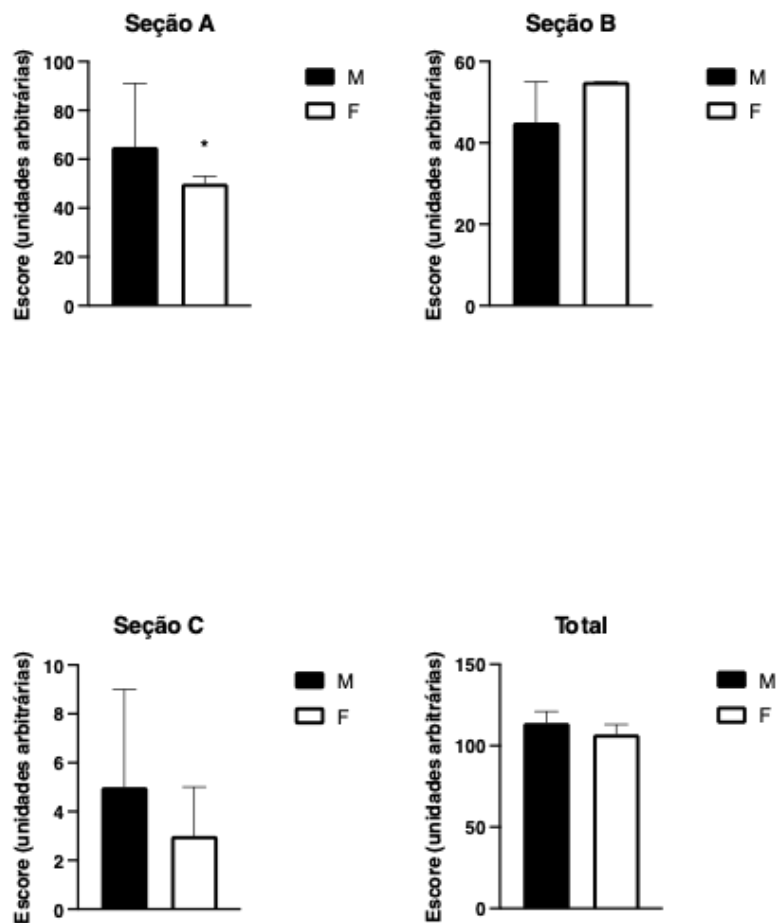 Seção A
Escore (unidades arbitrárias)
100
80
60
40
20
0
*
M
F
Seção B
Escore (unidades arbitrárias)
60
40
20
0
M
F
Seção C
Escore (unidades arbitrárias)
10
8
6
4
2
0
M
F
Total
Escore (unidades arbitrárias)
150
100
50
0
M
F